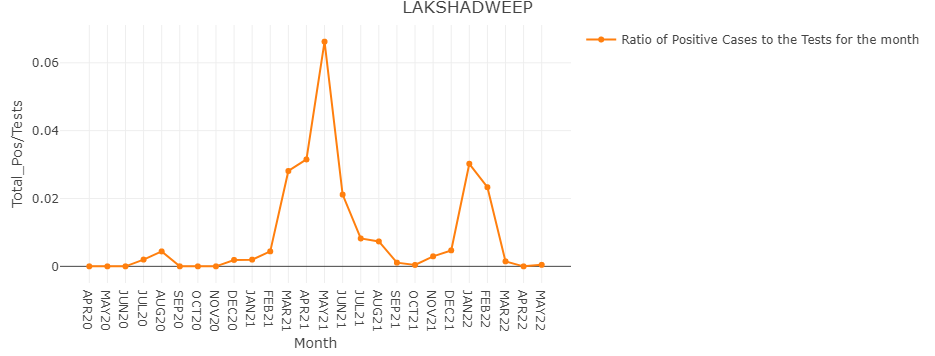 LAKSHADWEEP
Ratio of Positive Cases to the Tests for the month
Total_Pos/Tests
0.06
0.04
0.02
0
APR20
MAY20
JUN20
JUL20
AUG20
SEP20
OCT20
NOV20
DEC20
JAN21
FEB21
MAR21
APR21
MAY21
JUN21
JUL21
AUG21
SEP21
OCT21
NOV21
DEC21
JAN22
FEB22
MAR22
APR22
MAY22
Month